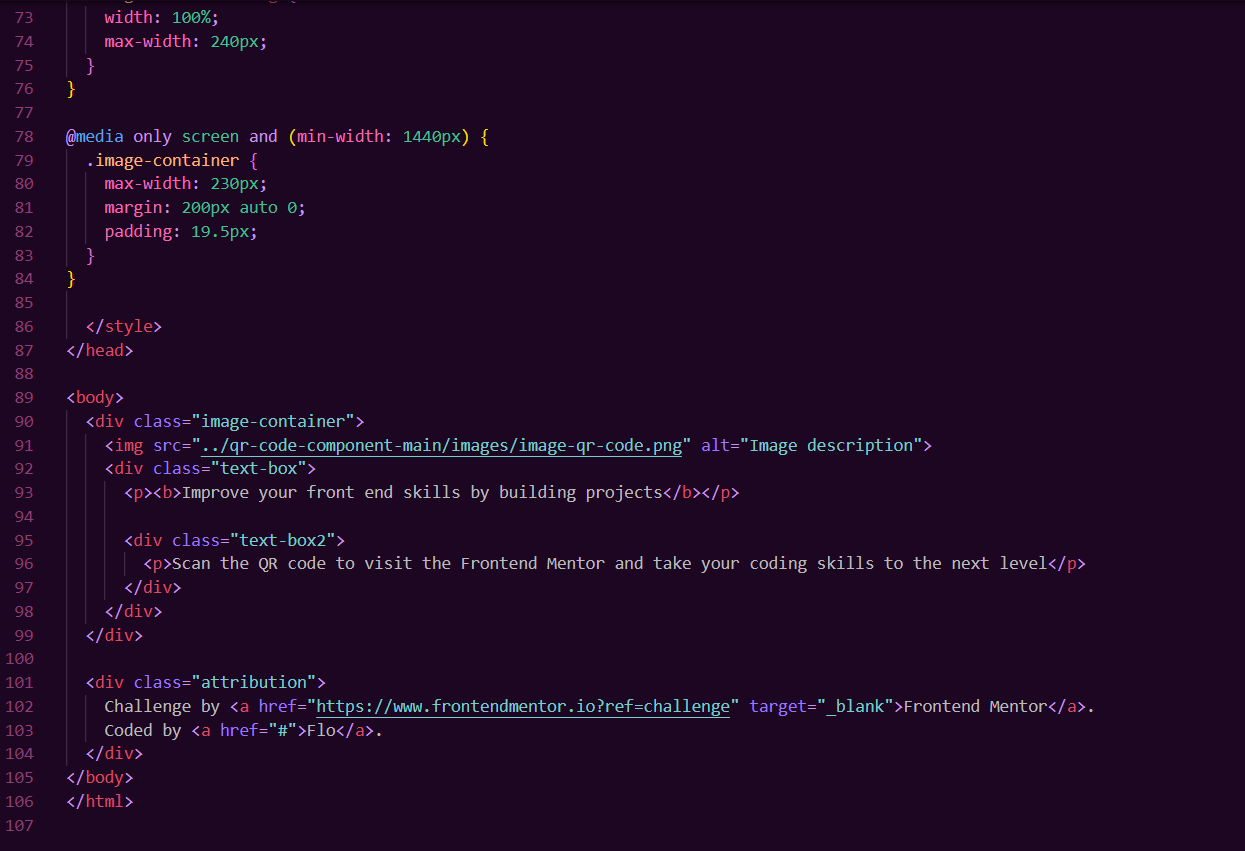 73 width: 100%;
74 max-width: 240px;
75 }
76 }
77
78 @media only screen and (min-width: 1440px) {
79 .image-container {
80 max-width: 230px;
81 margin: 200px auto 0;
82 padding: 19.5px;
83 }
84 }
85
86 </style>
87 </head>
88
89 <body>
90 <div class="image-container">
91 <img src="../qr-code-component-main/images/image-qr-code.png" alt="Image description">
92 <div class="text-box">
93 <p><b>Improve your front end skills by building projects</b></p>
94
95 <div class="text-box2">
96 <p>Scan the QR code to visit the Frontend Mentor and take your coding skills to the next level</p>
97 </div>
98 </div>
99 </div>
100
101 <div class="attribution">
102 Challenge by <a href="https://www.frontendmentor.io?ref=challenge" target="_blank">Frontend Mentor</a>.
103 Coded by <a href="#">Flo</a>.
104 </div>
105 </body>
106 </html>
107